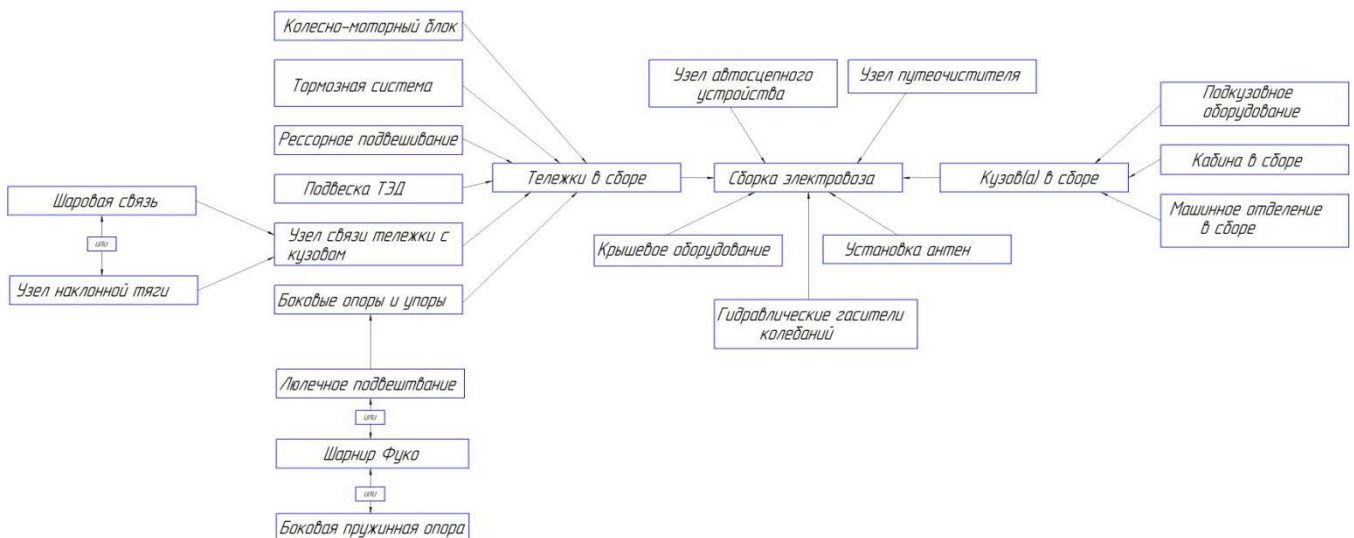 Колесно-моторный блок
Тормозная система
Рессорное подвешивание
Подвеска ТЭД
Шаровая связь
или
Узел наклонной тяги
Узел связи тележки с
кузовом
Боковые опоры и упоры
Люлечное подвештвание
или
Шарнир Фуко
или
Боковая пружинная опора
Тележки в сборе
Узел автосцепного
устройства
Узел путеочистителя
Сборка электровоза
Крышевое оборудование
Установка антен
Гидравлические гасители
колебаний
Кузов(а) в сборе
Подкузовное
оборудование
Кабина в сборе
Машинное отделение
в сборе